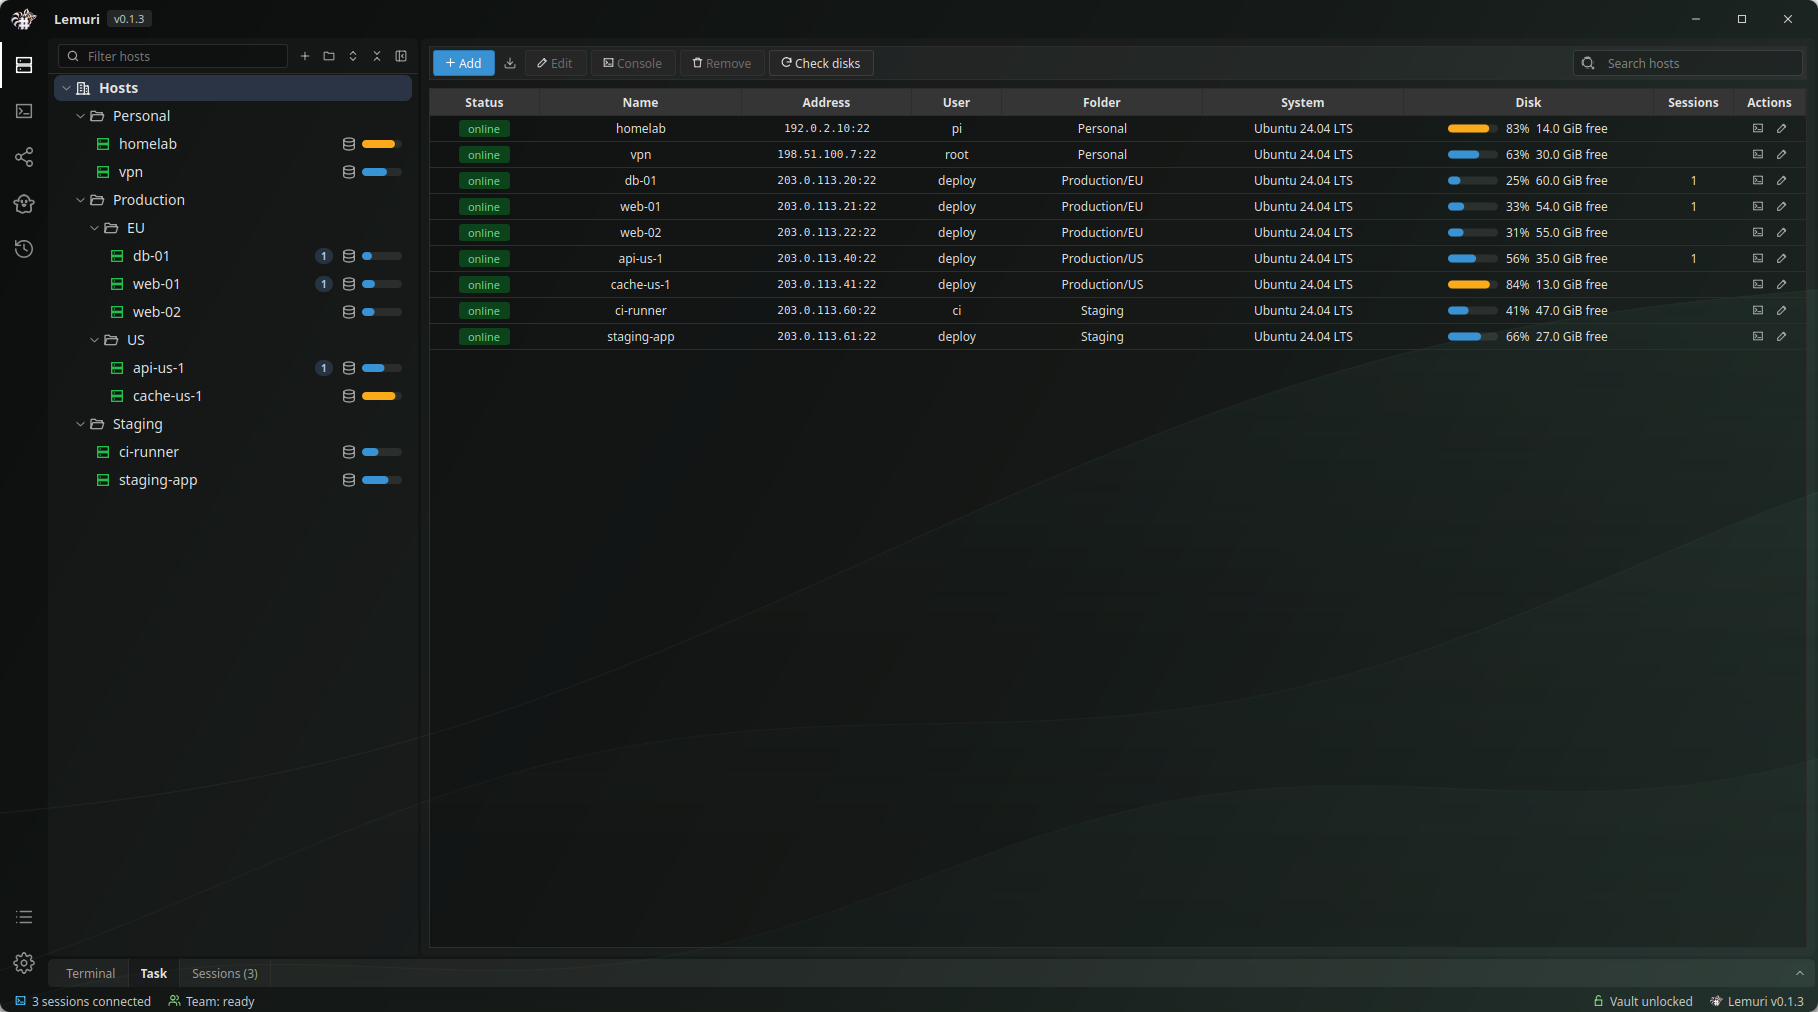 Lemuri v0.1.3
Filter hosts
Hosts
Personal
homelab
vpn
Production
EU
db-01 1
web-01 1
web-02
US
api-us-1 1
cache-us-1
Staging
ci-runner
staging-app
Add Edit Console Remove Check disks Search hosts
Status Name Address User Folder System Disk Sessions Actions
online homelab 192.0.2.10:22 pi Personal Ubuntu 24.04 LTS 83% 14.0 GiB free
online vpn 198.51.100.7:22 root Personal Ubuntu 24.04 LTS 63% 30.0 GiB free
online db-01 203.0.113.20:22 deploy Production/EU Ubuntu 24.04 LTS 25% 60.0 GiB free 1
online web-01 203.0.113.21:22 deploy Production/EU Ubuntu 24.04 LTS 33% 54.0 GiB free 1
online web-02 203.0.113.22:22 deploy Production/EU Ubuntu 24.04 LTS 31% 55.0 GiB free
online api-us-1 203.0.113.40:22 deploy Production/US Ubuntu 24.04 LTS 56% 35.0 GiB free 1
online cache-us-1 203.0.113.41:22 deploy Production/US Ubuntu 24.04 LTS 84% 13.0 GiB free
online ci-runner 203.0.113.60:22 ci Staging Ubuntu 24.04 LTS 41% 47.0 GiB free
online staging-app 203.0.113.61:22 deploy Staging Ubuntu 24.04 LTS 66% 27.0 GiB free
Terminal Task Sessions (3)
3 sessions connected Team: ready Vault unlocked Lemuri v0.1.3